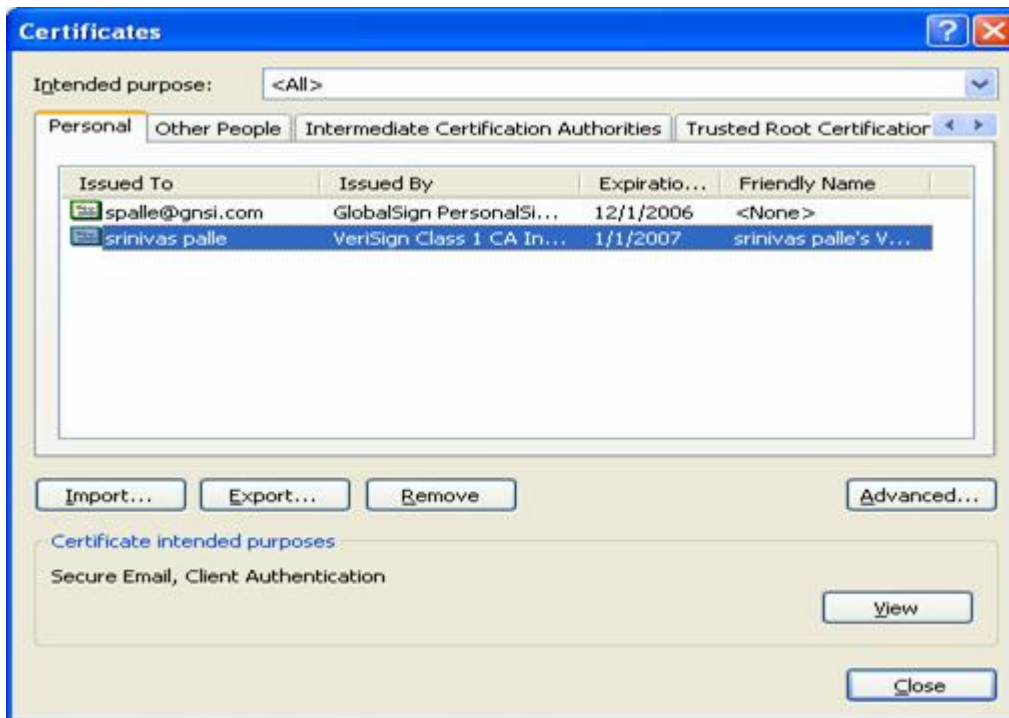 Certificates
Intended purpose: <All>
Personal Other People Intermediate Certification Authorities Trusted Root Certification
Issued To Issued By Expiratio... Friendly Name
spalle@gnsi.com GlobalSign PersonalSi... 12/1/2006 <None>
srinivas palle VeriSign Class 1 CA In... 1/1/2007 srinivas palle's V...
Import... Export... Remove Advanced...
Certificate intended purposes
Secure Email, Client Authentication
View
Close